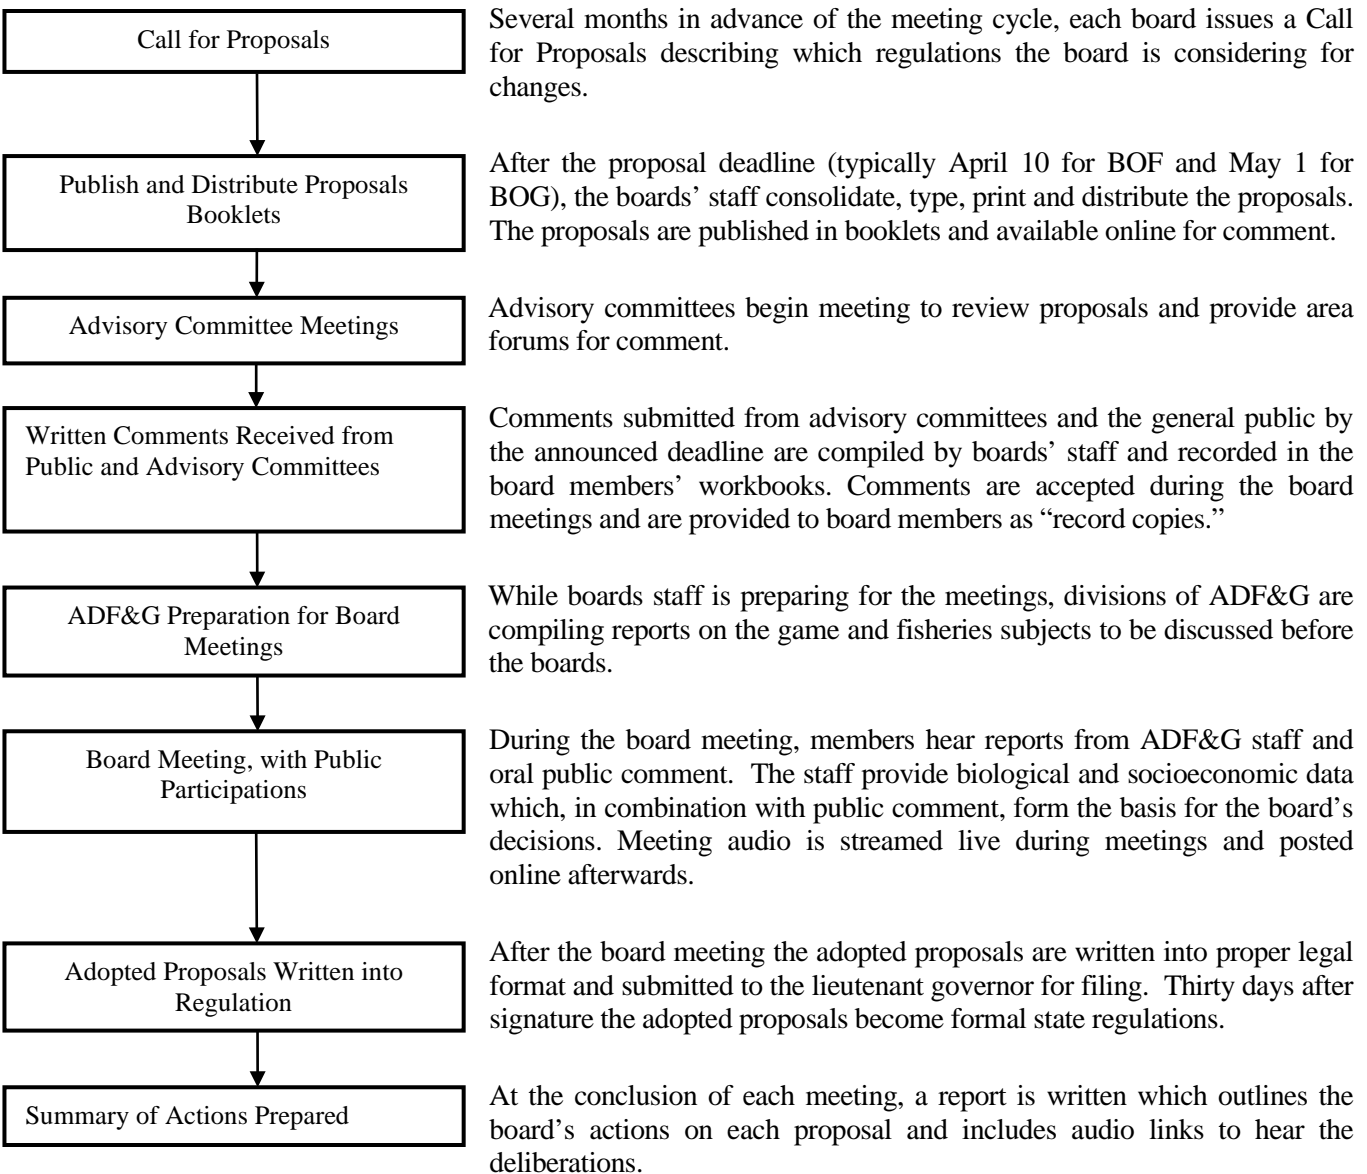 Call for Proposals
Several months in advance of the meeting cycle, each board issues a Call
for Proposals describing which regulations the board is considering for
changes.
Publish and Distribute Proposals
Booklets
After the proposal deadline (typically April 10 for BOF and May 1 for
BOG), the boards’ staff consolidate, type, print and distribute the proposals.
The proposals are published in booklets and available online for comment.
Advisory Committee Meetings
Advisory committees begin meeting to review proposals and provide area
forums for comment.
Written Comments Received from
Public and Advisory Committees
Comments submitted from advisory committees and the general public by
the announced deadline are compiled by boards’ staff and recorded in the
board members’ workbooks. Comments are accepted during the board
meetings and are provided to board members as “record copies.”
ADF&G Preparation for Board
Meetings
While boards staff is preparing for the meetings, divisions of ADF&G are
compiling reports on the game and fisheries subjects to be discussed before
the boards.
Board Meeting, with Public
Participations
During the board meeting, members hear reports from ADF&G staff and
oral public comment. The staff provide biological and socioeconomic data
which, in combination with public comment, form the basis for the board’s
decisions. Meeting audio is streamed live during meetings and posted
online afterwards.
Adopted Proposals Written into
Regulation
After the board meeting the adopted proposals are written into proper legal
format and submitted to the lieutenant governor for filing. Thirty days after
signature the adopted proposals become formal state regulations.
Summary of Actions Prepared
At the conclusion of each meeting, a report is written which outlines the
board’s actions on each proposal and includes audio links to hear the
deliberations.